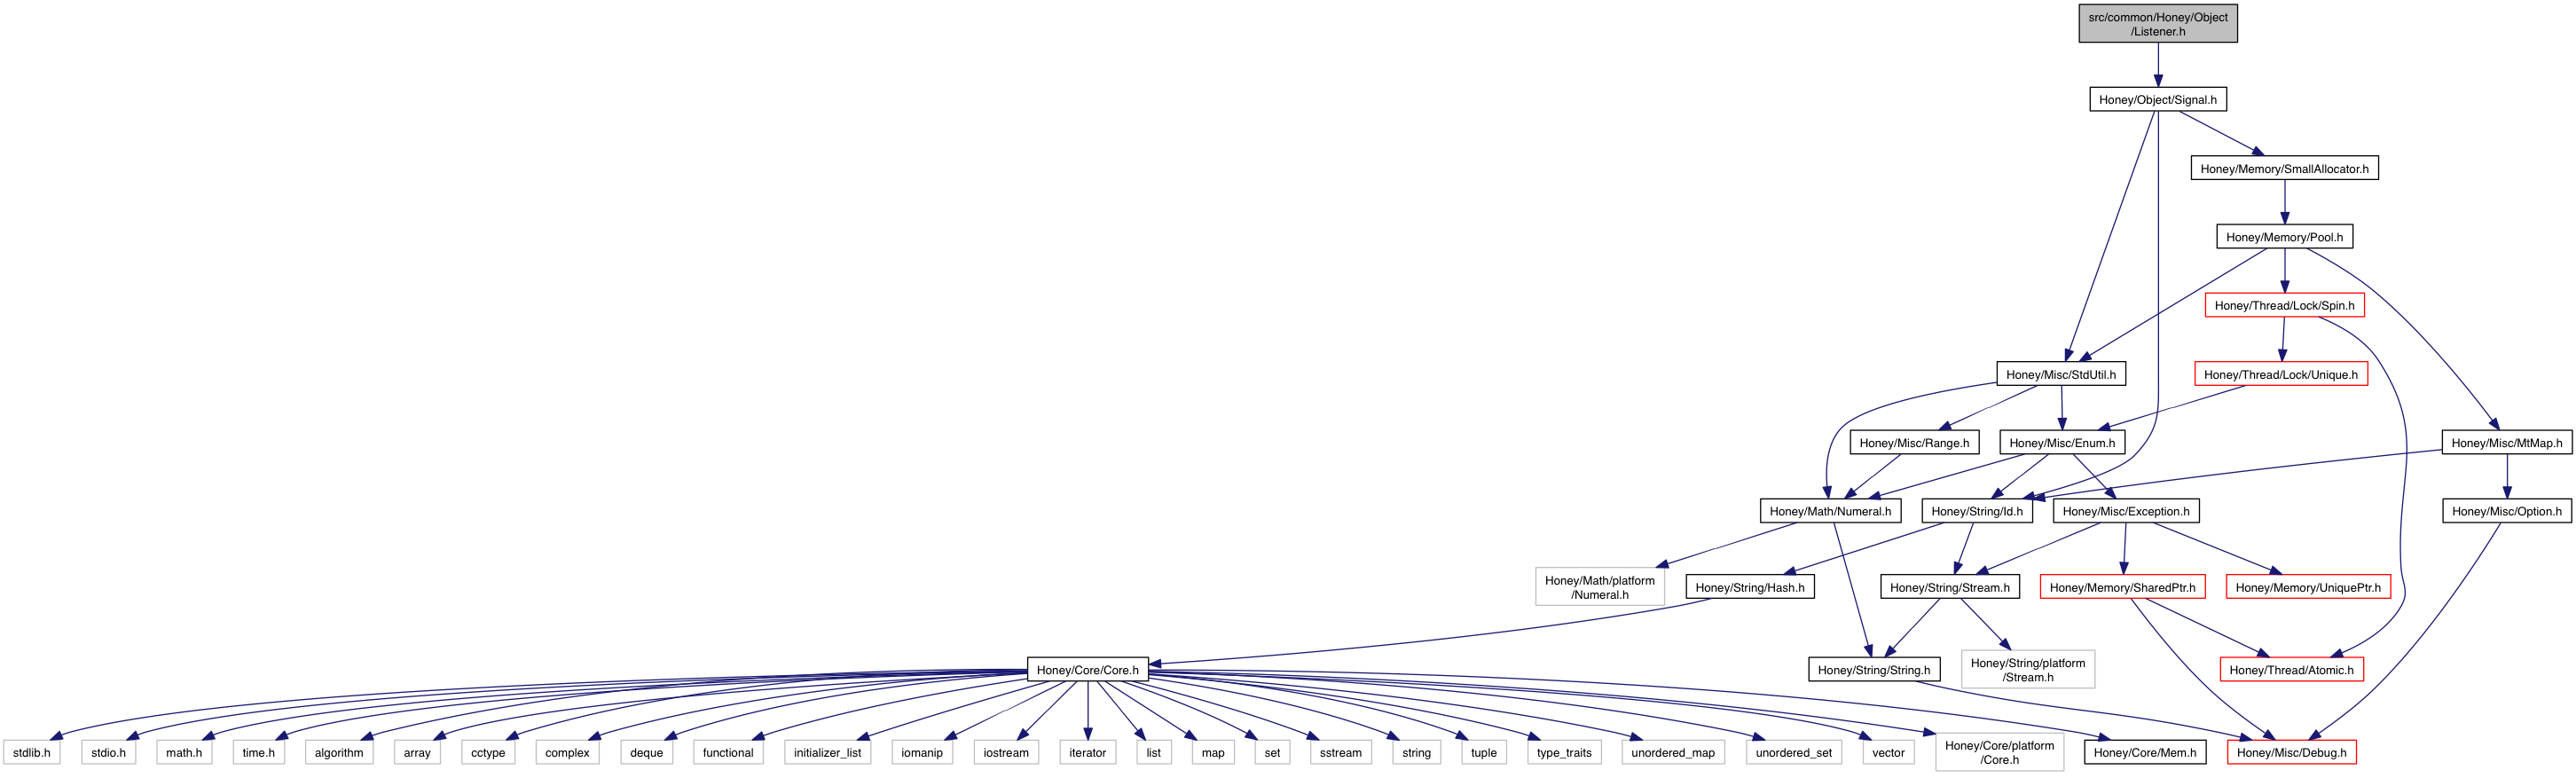 src/common/Honey/Object
/Listener.h
Honey/Object/Signal.h
Honey/Memory/SmallAllocator.h
Honey/Memory/Pool.h
Honey/Thread/Lock/Spin.h
Honey/Misc/StdUtil.h
Honey/Thread/Lock/Unique.h
Honey/Misc/Range.h
Honey/Misc/Enum.h
Honey/Misc/MtMap.h
Honey/Math/Numeral.h
Honey/String/Id.h
Honey/Misc/Exception.h
Honey/Misc/Option.h
Honey/Math/platform
/Numeral.h
Honey/String/Hash.h
Honey/String/Stream.h
Honey/Memory/SharedPtr.h
Honey/Memory/UniquePtr.h
Honey/Core/Core.h
Honey/String/String.h
Honey/String/platform
/Stream.h
Honey/Thread/Atomic.h
stdlib.h
stdio.h
math.h
time.h
algorithm
array
cctype
complex
deque
functional
initializer_list
iomanip
iostream
iterator
list
map
set
sstream
string
tuple
type_traits
unordered_map
unordered_set
vector
Honey/Core/platform
/Core.h
Honey/Core/Mem.h
Honey/Misc/Debug.h